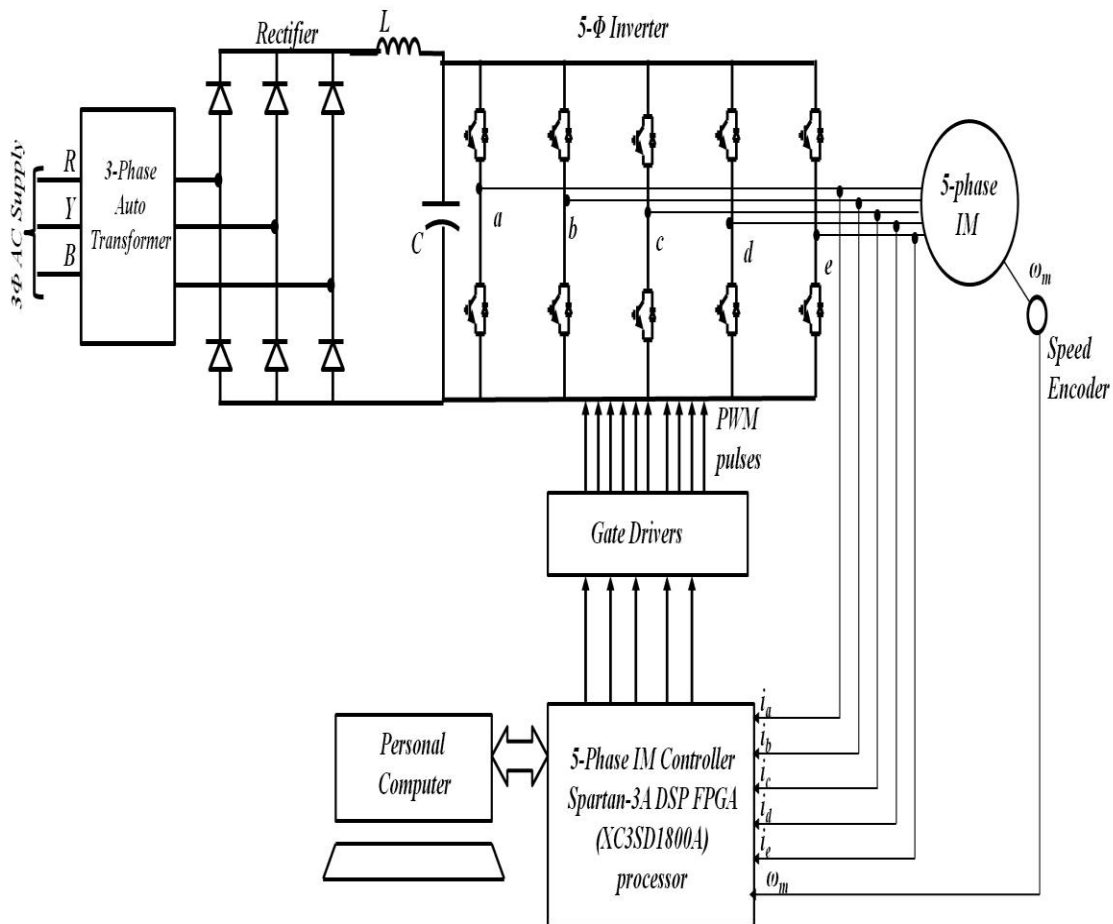 L
Rectifier
5-Φ Inverter
3Φ AC Supply
R
Y
B
3-Phase
Auto
Transformer
C
a
b
c
d
e
5-phase
IM
ωm
Speed
Encoder
PWM
pulses
Gate Drivers
Personal
Computer
5-Phase IM Controller
Spartan-3A DSP FPGA
(XC3SD1800A)
processor
ia
ib
ic
id
ie
ωm